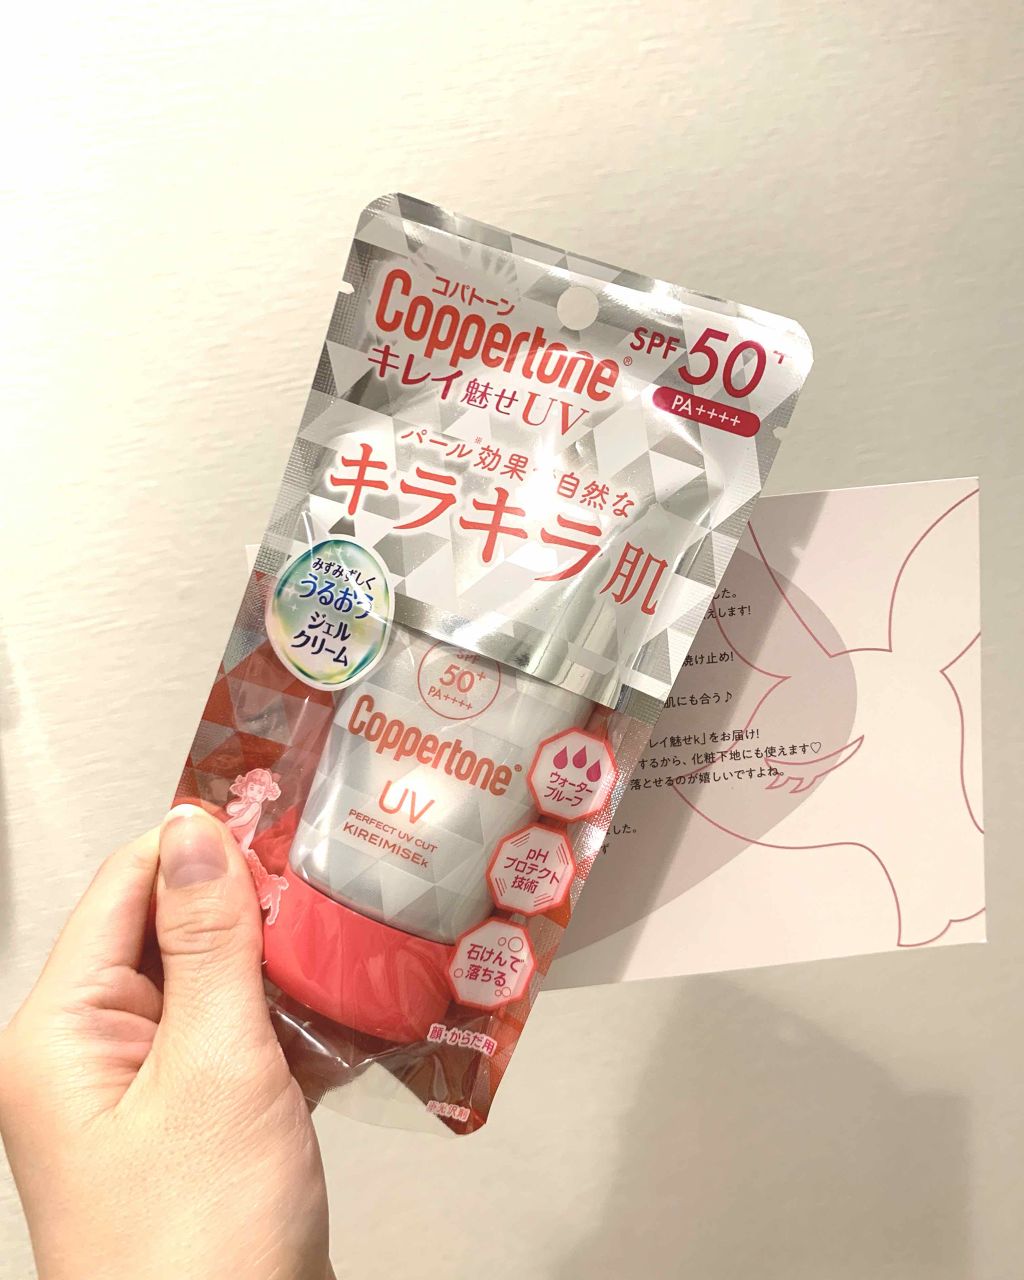 コパトーン
Coppertone®
キレイ魅せUV
SPF 50+
PA++++
パール※効果で自然な
キラキラ肌
みずみずしく
うるおう
ジェル
クリーム
SPF
50+
PA++++
Coppertone®
UV
PERFECT UV CUT
KIREIMISEk
ウォーター
プルーフ
pH
プロテクト
技術
石けんで
落ちる
顔・からだ用
※光沢剤
した。
えします!
焼け止め!
肌にも合う♪
レイ魅せk」をお届け!
するから、化粧下地にも使えます♡
落とせるのが嬉しいですよね。
した。
ず